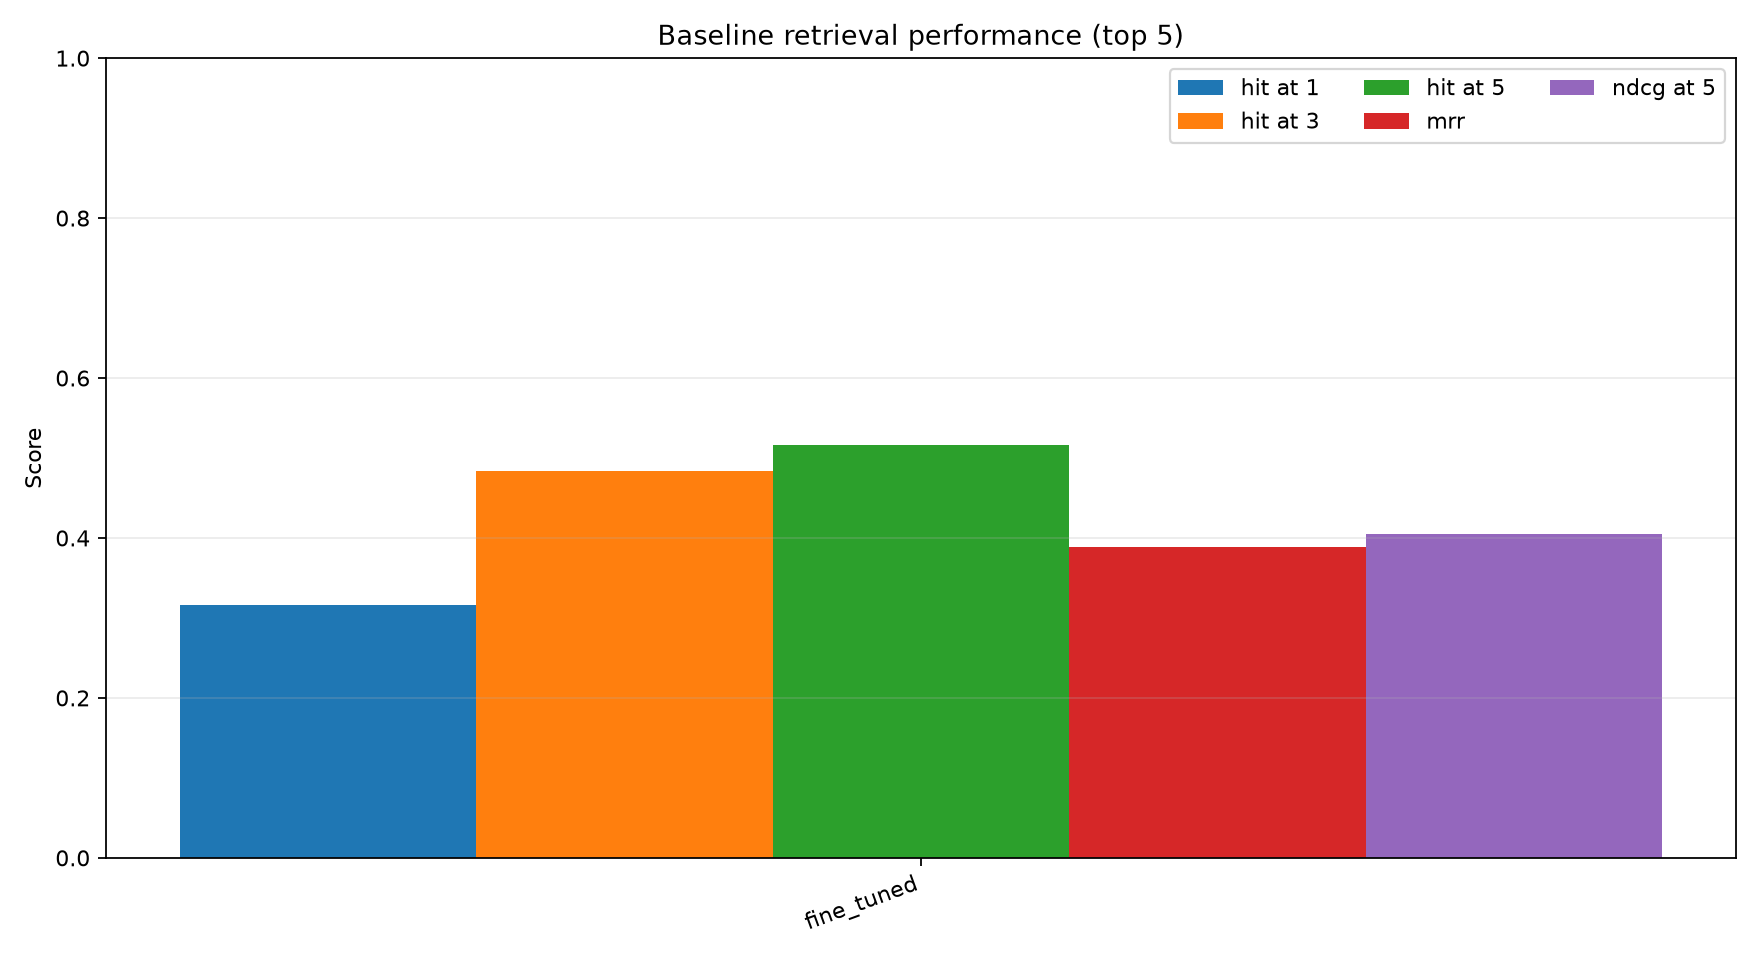 Baseline retrieval performance (top 5)
1.0
0.8
0.6
0.4
0.2
0.0
Score
hit at 1
hit at 3
hit at 5
mrr
ndcg at 5
fine_tuned